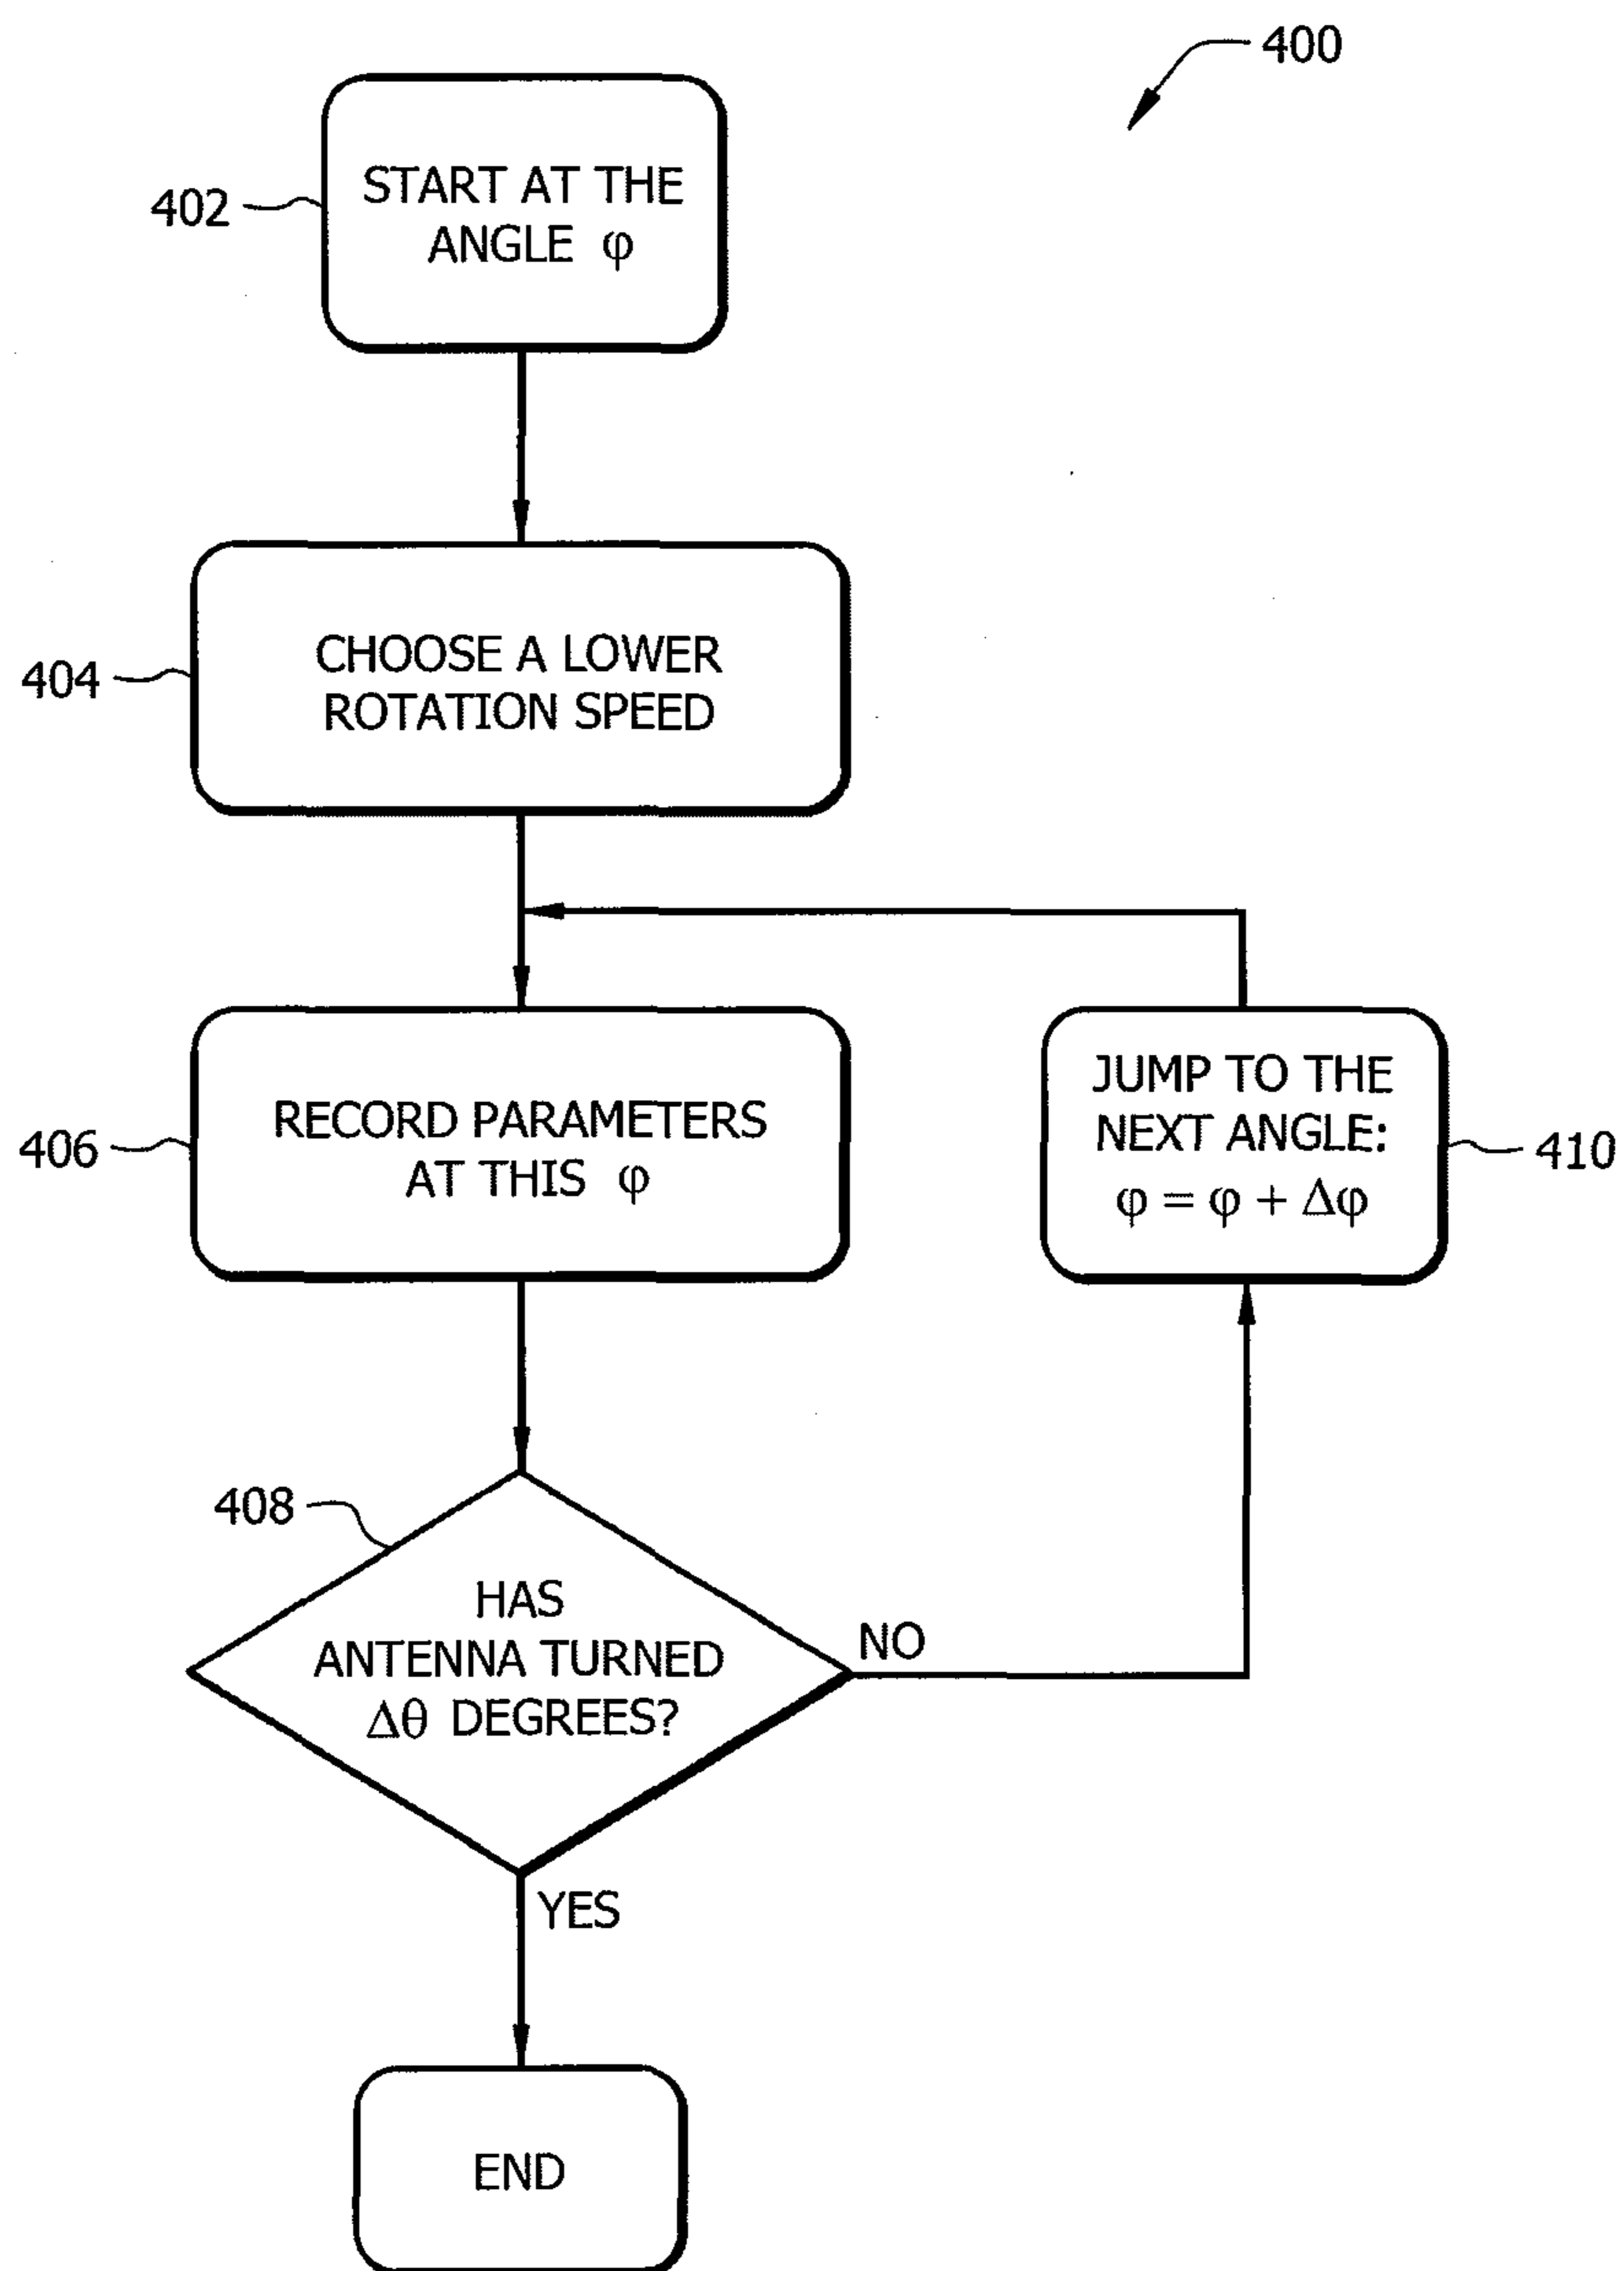 400
402
START AT THE
ANGLE φ
404
CHOOSE A LOWER
ROTATION SPEED
406
RECORD PARAMETERS
AT THIS φ
JUMP TO THE
NEXT ANGLE:
φ = φ + Δφ
410
408
HAS
ANTENNA TURNED
Δθ DEGREES?
NO
YES
END